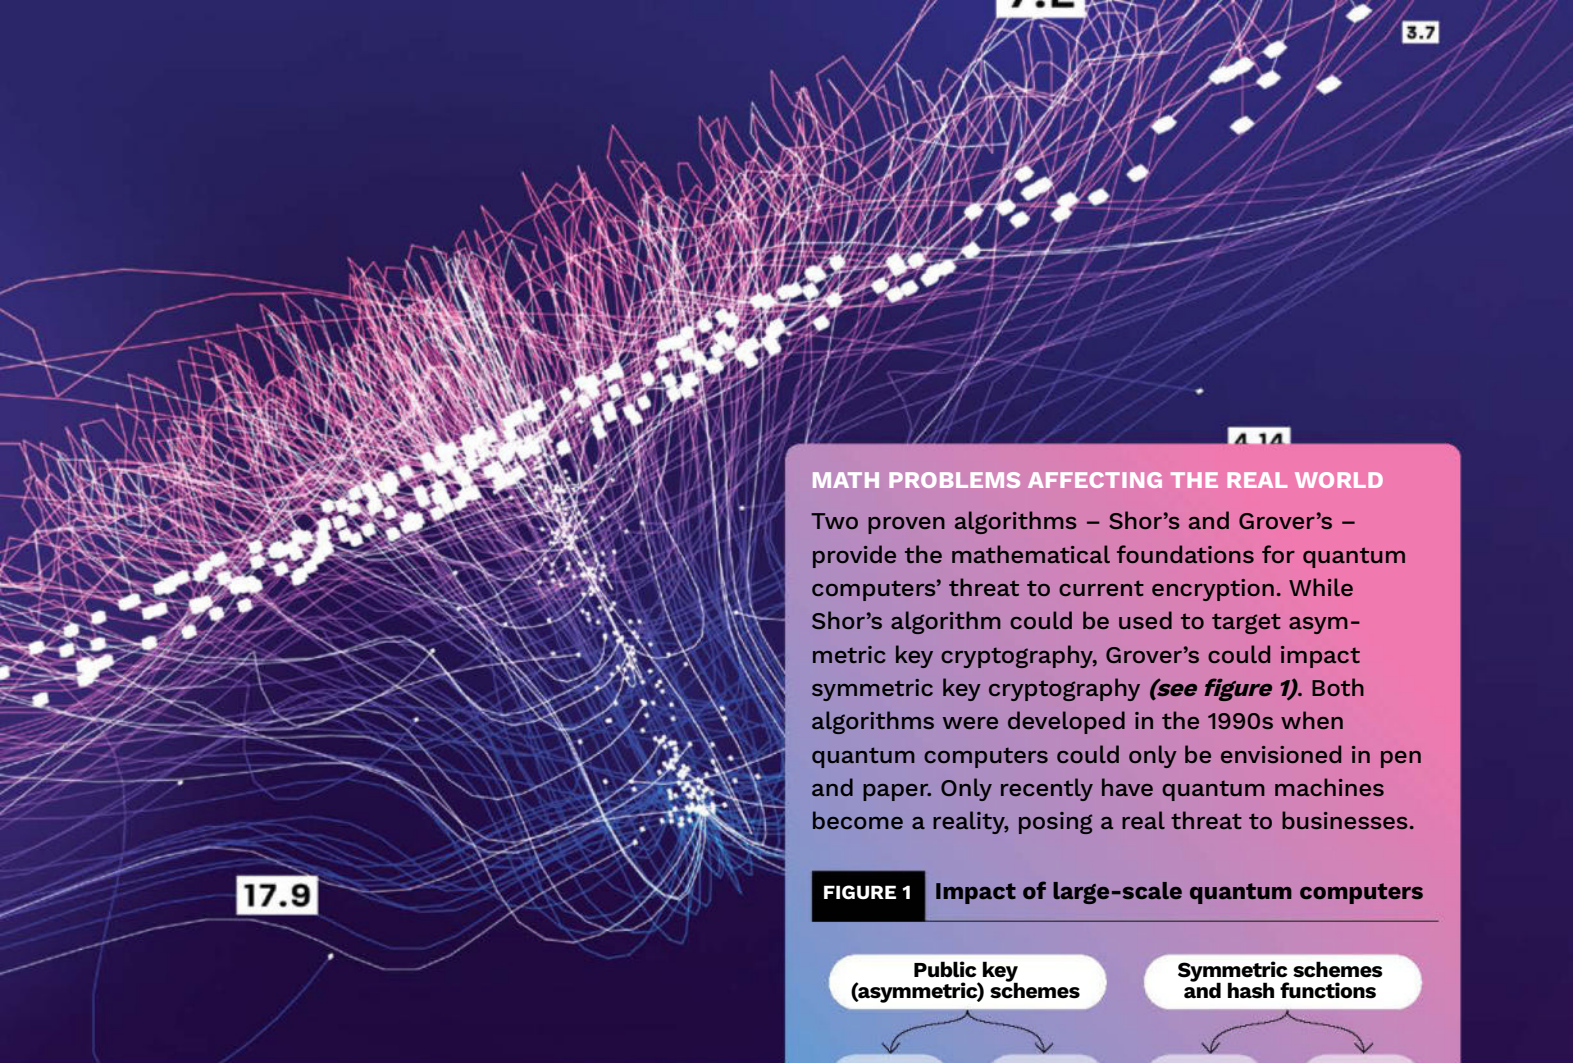 3.7
MATH PROBLEMS AFFECTING THE REAL WORLD
Two proven algorithms – Shor’s and Grover’s –
provide the mathematical foundations for quantum
computers’ threat to current encryption. While
Shor’s algorithm could be used to target asym-
metric key cryptography, Grover’s could impact
symmetric key cryptography (see figure 1). Both
algorithms were developed in the 1990s when
quantum computers could only be envisioned in pen
and paper. Only recently have quantum machines
become a reality, posing a real threat to businesses.
17.9
FIGURE 1 Impact of large-scale quantum computers
Public key
(asymmetric) schemes
Symmetric schemes
and hash functions